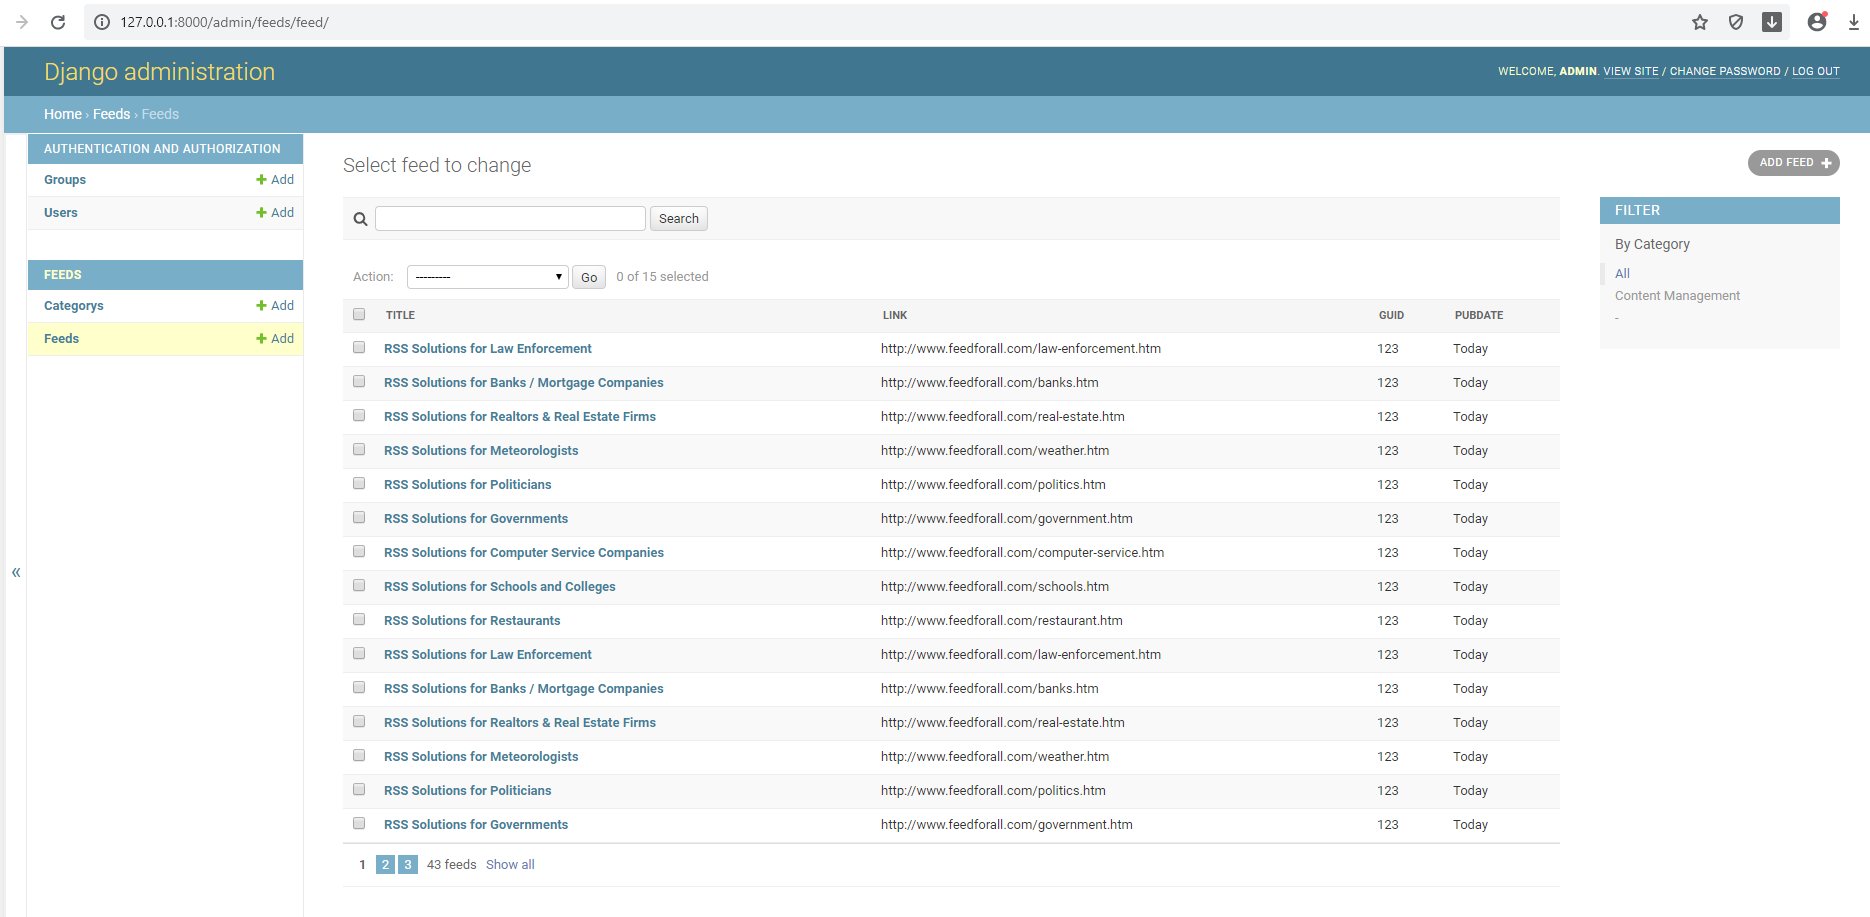 127.0.0.1:8000/admin/feeds/feed/
Django administration
WELCOME, ADMIN. VIEW SITE / CHANGE PASSWORD / LOG OUT
Home › Feeds › Feeds
AUTHENTICATION AND AUTHORIZATION
Groups + Add
Users + Add
FEEDS
Categorys + Add
Feeds + Add
«
Select feed to change
ADD FEED +
Search
Action: --------- Go 0 of 15 selected
TITLE LINK GUID PUBDATE
RSS Solutions for Law Enforcement http://www.feedforall.com/law-enforcement.htm 123 Today
RSS Solutions for Banks / Mortgage Companies http://www.feedforall.com/banks.htm 123 Today
RSS Solutions for Realtors & Real Estate Firms http://www.feedforall.com/real-estate.htm 123 Today
RSS Solutions for Meteorologists http://www.feedforall.com/weather.htm 123 Today
RSS Solutions for Politicians http://www.feedforall.com/politics.htm 123 Today
RSS Solutions for Governments http://www.feedforall.com/government.htm 123 Today
RSS Solutions for Computer Service Companies http://www.feedforall.com/computer-service.htm 123 Today
RSS Solutions for Schools and Colleges http://www.feedforall.com/schools.htm 123 Today
RSS Solutions for Restaurants http://www.feedforall.com/restaurant.htm 123 Today
RSS Solutions for Law Enforcement http://www.feedforall.com/law-enforcement.htm 123 Today
RSS Solutions for Banks / Mortgage Companies http://www.feedforall.com/banks.htm 123 Today
RSS Solutions for Realtors & Real Estate Firms http://www.feedforall.com/real-estate.htm 123 Today
RSS Solutions for Meteorologists http://www.feedforall.com/weather.htm 123 Today
RSS Solutions for Politicians http://www.feedforall.com/politics.htm 123 Today
RSS Solutions for Governments http://www.feedforall.com/government.htm 123 Today
1 2 3 43 feeds Show all
FILTER
By Category
All
Content Management
-